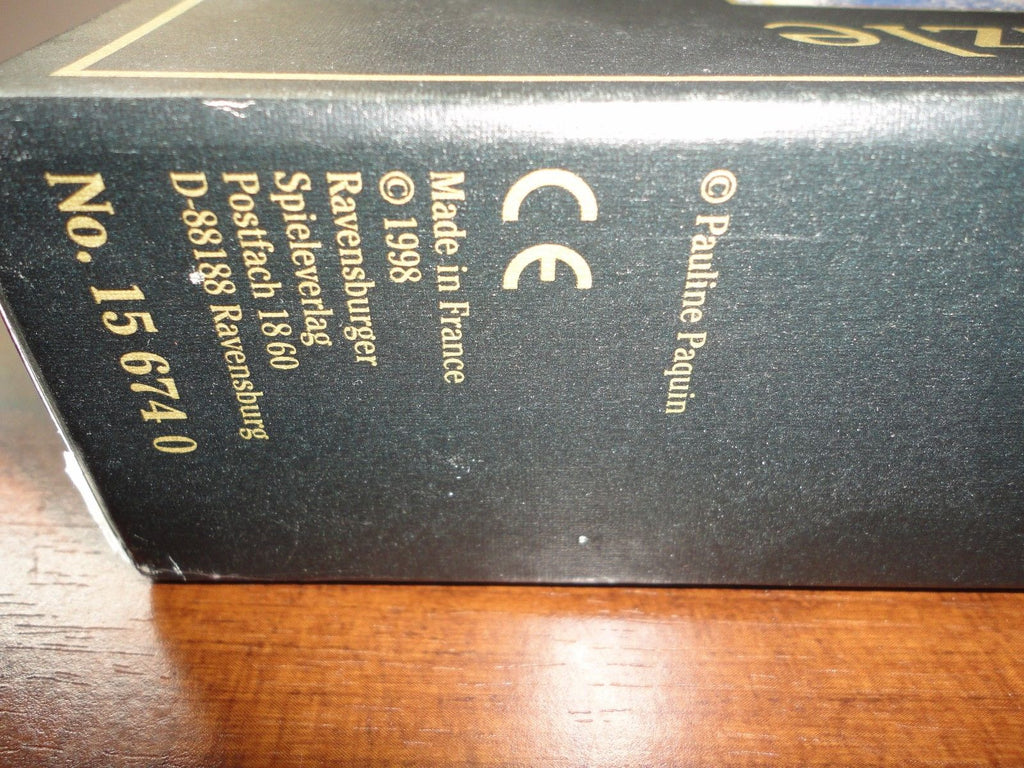 © Pauline Paquin
CE
Made in France
© 1998
Ravensburger
Spieleverlag
Postfach 18 60
D-88188 Ravensburg
No. 15 674 0